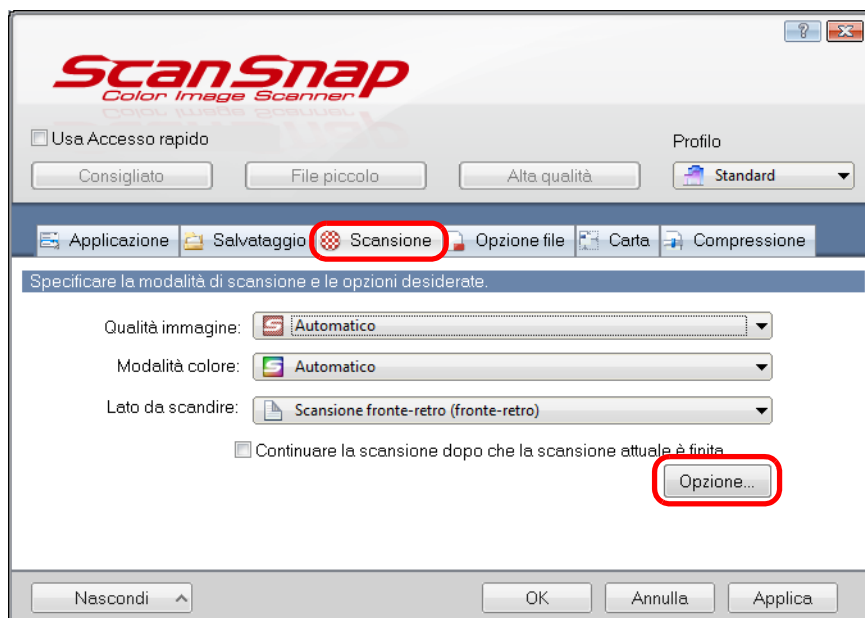 ScanSnap
Color Image Scanner
Usa Accesso rapido
Profilo
Consigliato File piccolo Alta qualità Standard
Applicazione Salvataggio Scansione Opzione file Carta Compressione
Specificare la modalità di scansione e le opzioni desiderate.
Qualità immagine: Automatico
Modalità colore: Automatico
Lato da scandire: Scansione fronte-retro (fronte-retro)
Continuare la scansione dopo che la scansione attuale è finita
Opzione...
Nascondi OK Annulla Applica